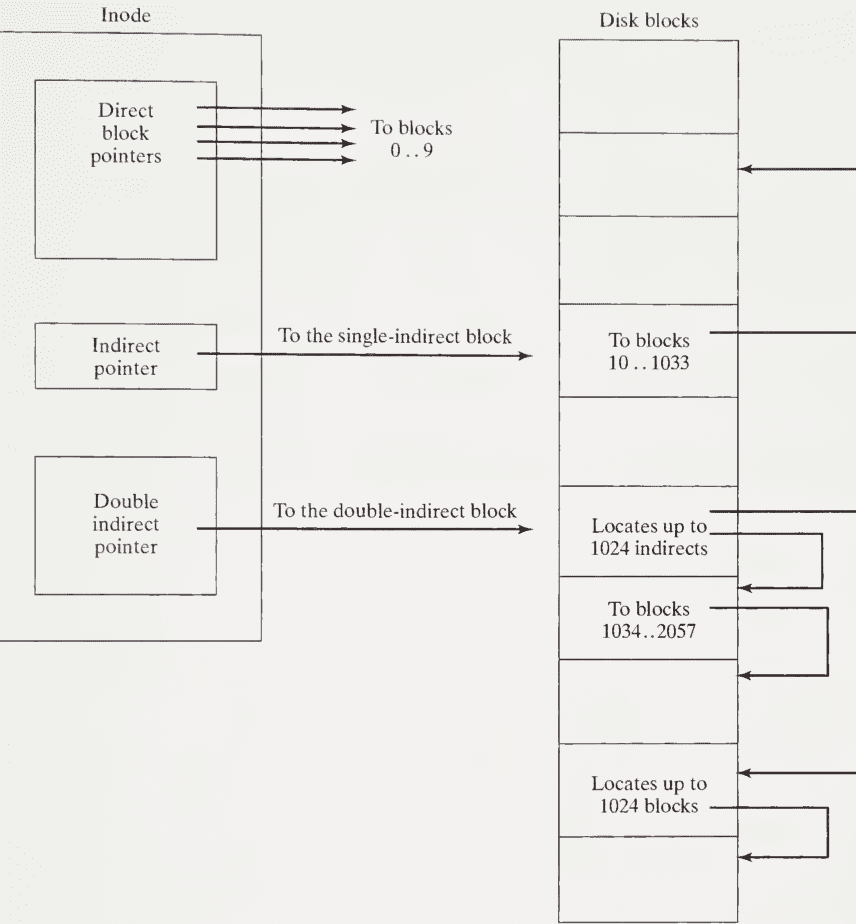 Inode
Disk blocks
Direct
block
pointers
To blocks
0 . . 9
Indirect
pointer
To the single-indirect block
To blocks
10 . . 1033
Double
indirect
pointer
To the double-indirect block
Locates up to
1024 indirects
To blocks
1034. . 2057
Locates up to
1024 blocks